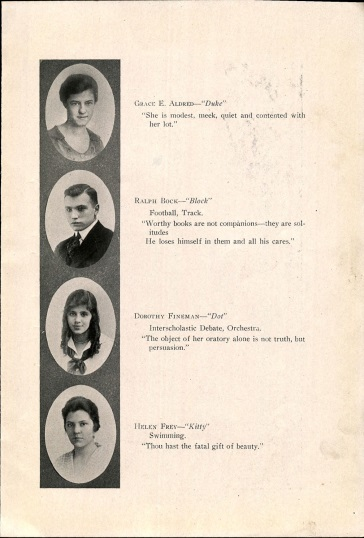 GRACE E. ALDRED—"Duke"
"She is modest, meek, quiet and contented with
her lot."
RALPH BOCK—"Block"
Football, Track.
"Worthy books are not companions—they are sol-
itudes
He loses himself in them and all his cares."
DOROTHY FINEMAN—"Dot"
Interscholastic Debate, Orchestra.
"The object of her oratory alone is not truth, but
persuasion."
HELEN FREY—"Kitty"
Swimming.
"Thou hast the fatal gift of beauty."